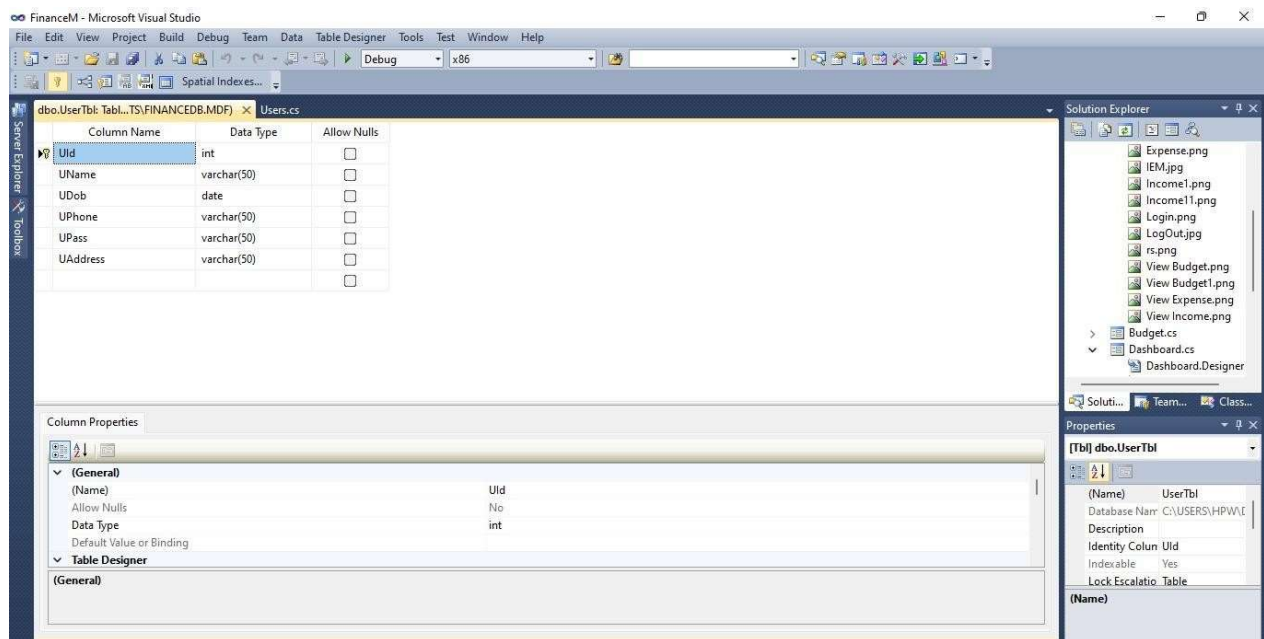 FinanceM - Microsoft Visual Studio
File Edit View Project Build Debug Team Data Table Designer Tools Test Window Help
Debug x86
Spatial Indexes...
Server Explorer
Toolbox
dbo.UserTbl: Tabl...TS\FINANCEDB.MDF) Users.cs
Column Name Data Type Allow Nulls
UId int
UName varchar(50)
UDob date
UPhone varchar(50)
UPass varchar(50)
UAddress varchar(50)
Column Properties
(General)
(Name) UId
Allow Nulls No
Data Type int
Default Value or Binding
Table Designer
(General)
Solution Explorer
Expense.png
IEM.jpg
Income1.png
Income11.png
Login.png
LogOut.jpg
rs.png
View Budget.png
View Budget1.png
View Expense.png
View Income.png
Budget.cs
Dashboard.cs
Dashboard.Designer
Soluti... Team... Class...
Properties
[Tbl] dbo.UserTbl
(Name) UserTbl
Database Nam C:\USERS\HPW\D
Description
Identity Colum UId
Indexable Yes
Lock Escalatio Table
(Name)